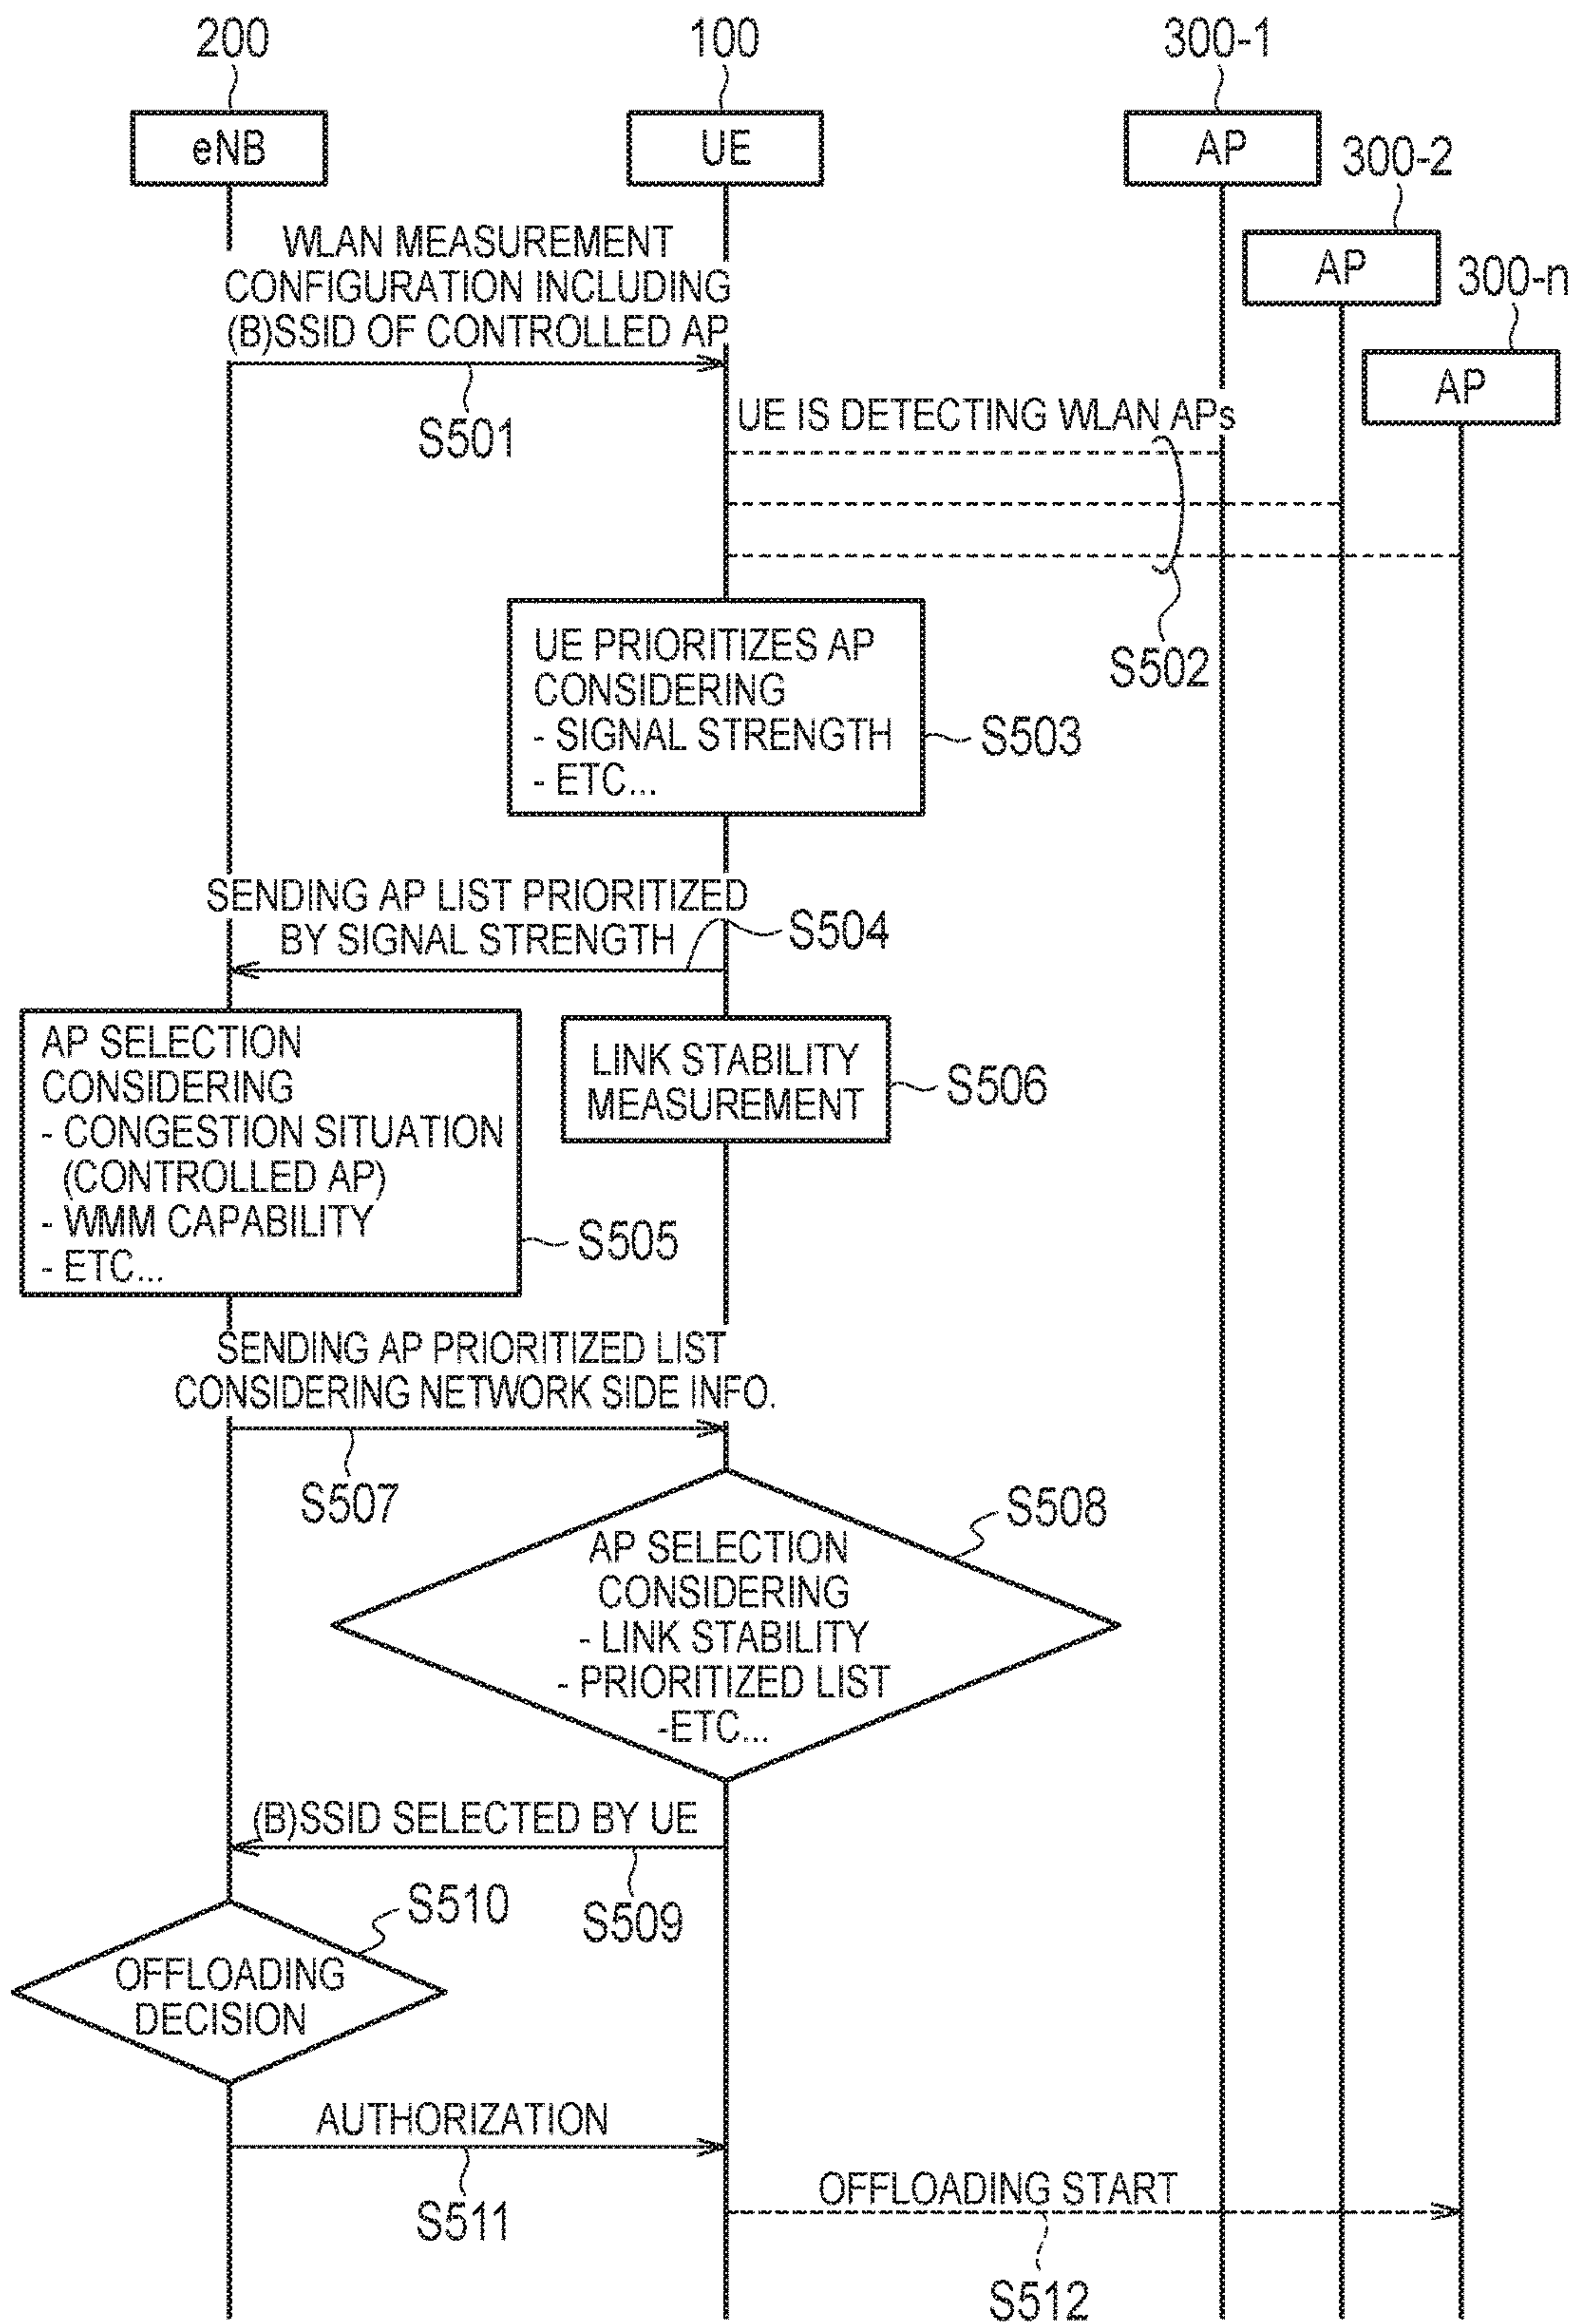 200
100
300-1
eNB
UE
AP
300-2
AP
300-n
AP
WLAN MEASUREMENT
CONFIGURATION INCLUDING
(B)SSID OF CONTROLLED AP
S501
UE IS DETECTING WLAN APs
S502
UE PRIORITIZES AP
CONSIDERING
- SIGNAL STRENGTH
- ETC...
S503
SENDING AP LIST PRIORITIZED
BY SIGNAL STRENGTH
S504
AP SELECTION
CONSIDERING
- CONGESTION SITUATION
(CONTROLLED AP)
- WMM CAPABILITY
- ETC...
S505
LINK STABILITY
MEASUREMENT
S506
SENDING AP PRIORITIZED LIST
CONSIDERING NETWORK SIDE INFO.
S507
AP SELECTION
CONSIDERING
- LINK STABILITY
- PRIORITIZED LIST
-ETC...
S508
(B)SSID SELECTED BY UE
S509
S510
OFFLOADING
DECISION
AUTHORIZATION
S511
OFFLOADING START
S512